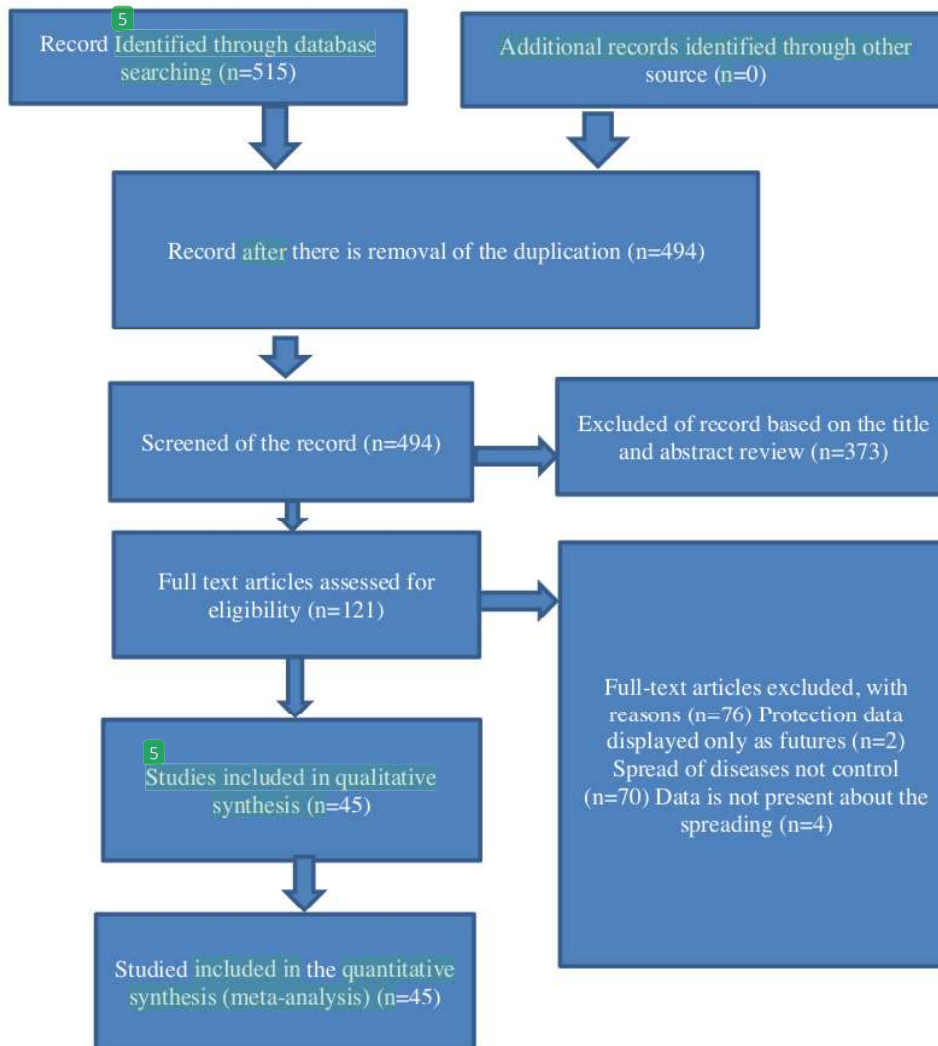 5
Record Identified through database
searching (n=515)
Additional records identified through other
source (n=0)
Record after there is removal of the duplication (n=494)
Screened of the record (n=494)
Excluded of record based on the title
and abstract review (n=373)
Full text articles assessed for
eligibility (n=121)
Full-text articles excluded, with
reasons (n=76) Protection data
displayed only as futures (n=2)
Spread of diseases not control
(n=70) Data is not present about the
spreading (n=4)
5
Studies included in qualitative
synthesis (n=45)
Studied included in the quantitative
synthesis (meta-analysis) (n=45)